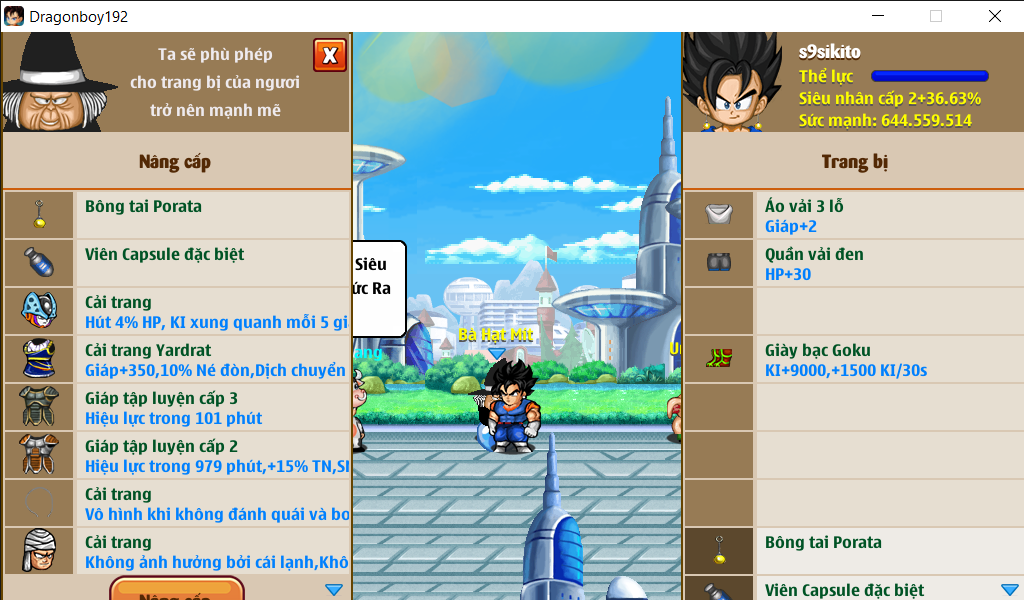 Dragonboy192
Ta sẽ phù phép
cho trang bị của ngươi
trở nên mạnh mẽ
X
Nâng cấp
Bông tai Porata
Viên Capsule đặc biệt
Cải trang
Hút 4% HP, KI xung quanh mỗi 5 gi
Cải trang Yardrat
Giáp+350,10% Né đòn,Dịch chuyển
Giáp tập luyện cấp 3
Hiệu lực trong 101 phút
Giáp tập luyện cấp 2
Hiệu lực trong 979 phút,+15% TN,SM
Cải trang
Vô hình khi không đánh quái và bo
Cải trang
Không ảnh hưởng bởi cái lạnh,Khô
Nâng cấp
Siêu
ức Ra
Bà Hạt Mít
s9sikito
Thể lực
Siêu nhân cấp 2+36.63%
Sức mạnh: 644.559.514
Trang bị
Áo vải 3 lỗ
Giáp+2
Quần vải đen
HP+30
Giày bạc Goku
KI+9000,+1500 KI/30s
Bông tai Porata
Viên Capsule đặc biệt